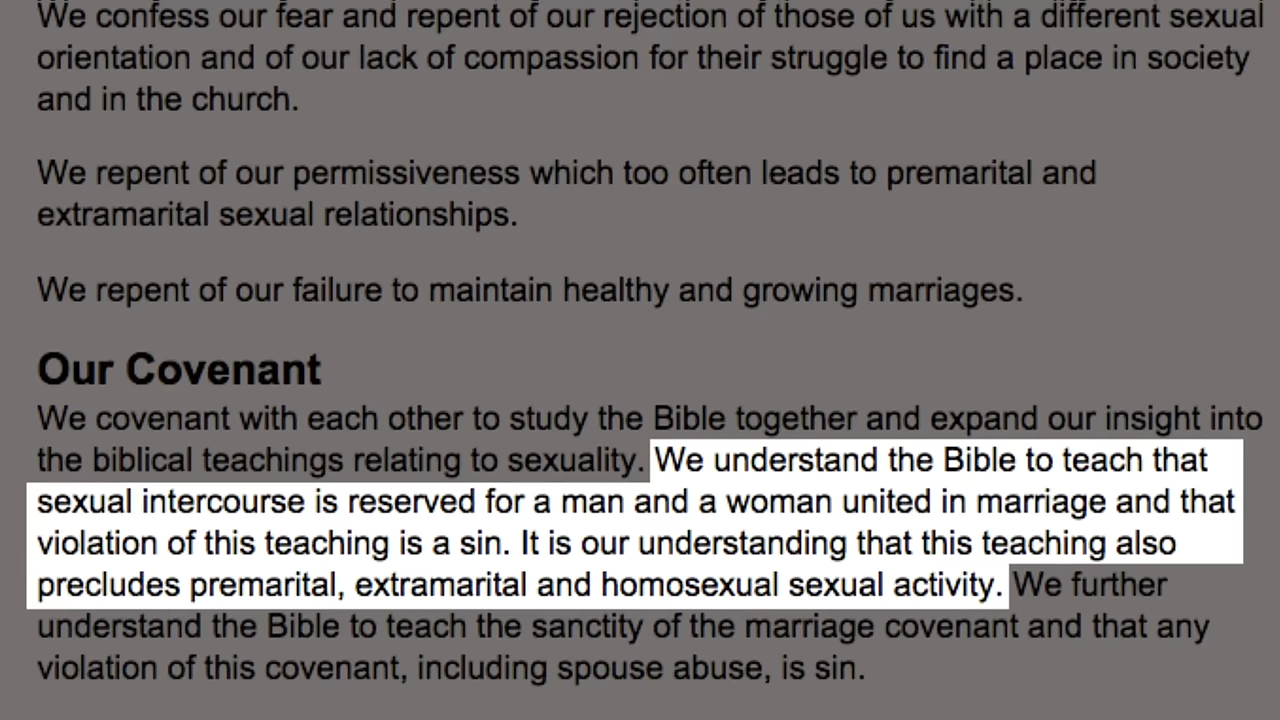 We confess our fear and repent of our rejection of those of us with a different sexual
orientation and of our lack of compassion for their struggle to find a place in society
and in the church.
We repent of our permissiveness which too often leads to premarital and
extramarital sexual relationships.
We repent of our failure to maintain healthy and growing marriages.
Our Covenant
We covenant with each other to study the Bible together and expand our insight into
the biblical teachings relating to sexuality. We understand the Bible to teach that
sexual intercourse is reserved for a man and a woman united in marriage and that
violation of this teaching is a sin. It is our understanding that this teaching also
precludes premarital, extramarital and homosexual sexual activity. We further
understand the Bible to teach the sanctity of the marriage covenant and that any
violation of this covenant, including spouse abuse, is sin.